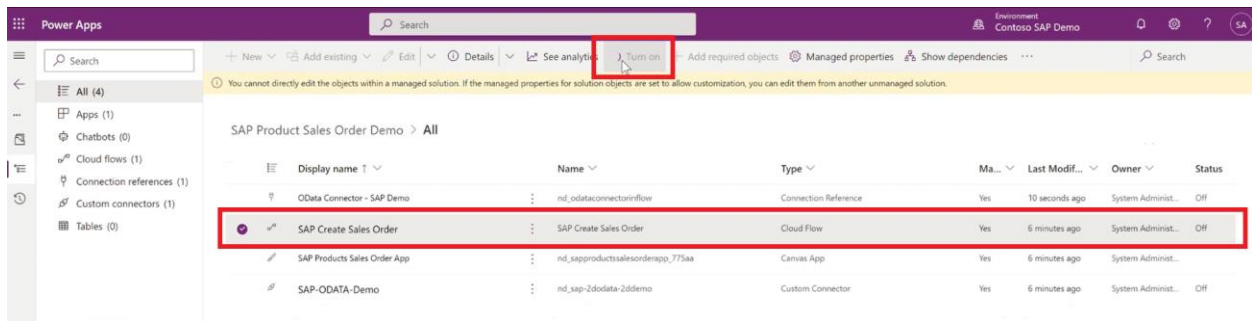 Power Apps
Search
Environment
Contoso SAP Demo
SA
Search
New
Add existing
Edit
Details
See analytics
Turn on
Add required objects
Managed properties
Show dependencies
Search
You cannot directly edit the objects within a managed solution. If the managed properties for solution objects are set to allow customization, you can edit them from another unmanaged solution.
All (4)
Apps (1)
Chatbots (0)
Cloud flows (1)
Connection references (1)
Custom connectors (1)
Tables (0)
SAP Product Sales Order Demo > All
Display name ↑ Name Type Ma... Last Modif... Owner Status
OData Connector - SAP Demo nd_odataconnectorinflow Connection Reference Yes 10 seconds ago System Administ... Off
SAP Create Sales Order SAP Create Sales Order Cloud Flow Yes 6 minutes ago System Administ... Off
SAP Products Sales Order App nd_sapproductssalesorderapp_775aa Canvas App Yes 6 minutes ago System Administ...
SAP-ODATA-Demo nd_sap-2dodata-2ddemo Custom Connector Yes 6 minutes ago System Administ... Off